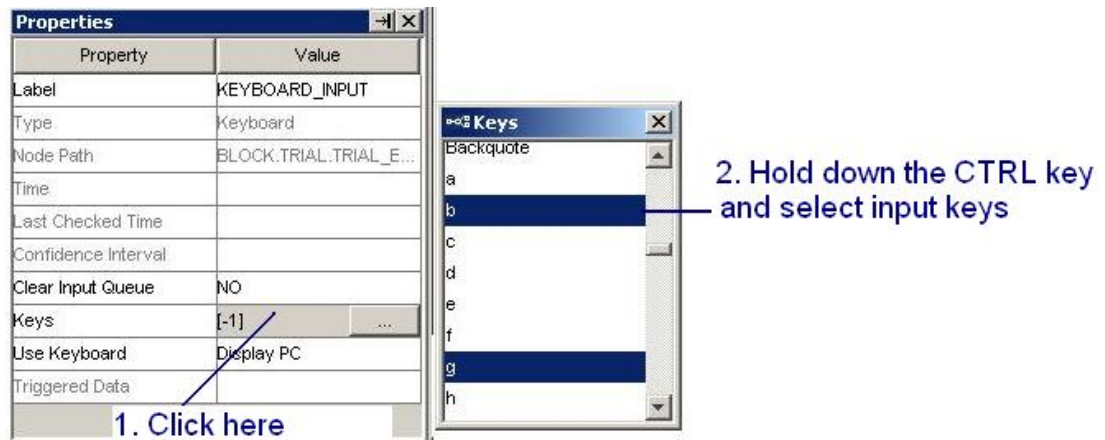 Properties
Property Value
Label KEYBOARD_INPUT
Type Keyboard
Node Path BLOCK.TRIAL.TRIAL_E...
Time
Last Checked Time
Confidence Interval
Clear Input Queue NO
Keys [-1] ...
Use Keyboard Display PC
Triggered Data
1. Click here
Keys
Backquote
a
b
c
d
e
f
g
h
2. Hold down the CTRL key
and select input keys